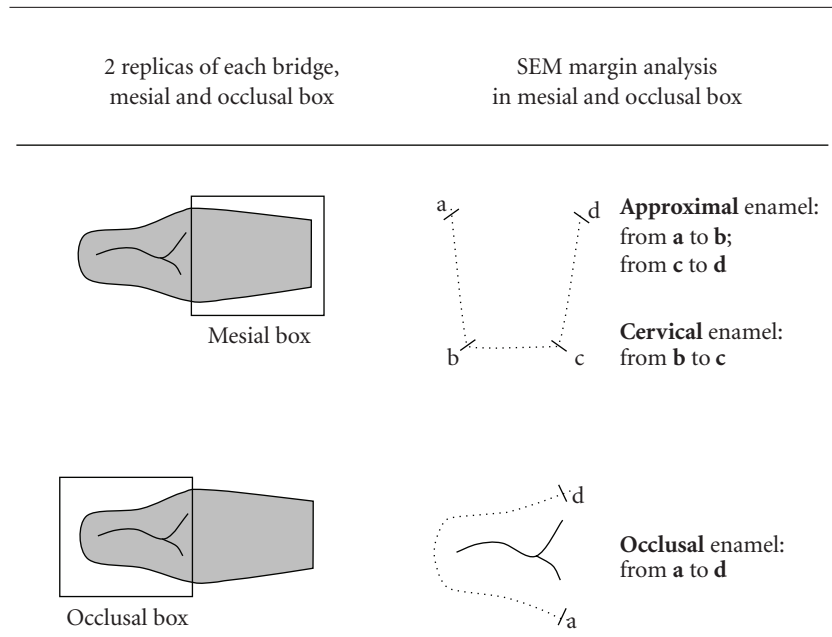 2 replicas of each bridge,
mesial and occlusal box
SEM margin analysis
in mesial and occlusal box
Mesial box
a
d
b
c
Approximal enamel:
from a to b;
from c to d
Cervical enamel:
from b to c
Occlusal box
d
a
Occlusal enamel:
from a to d